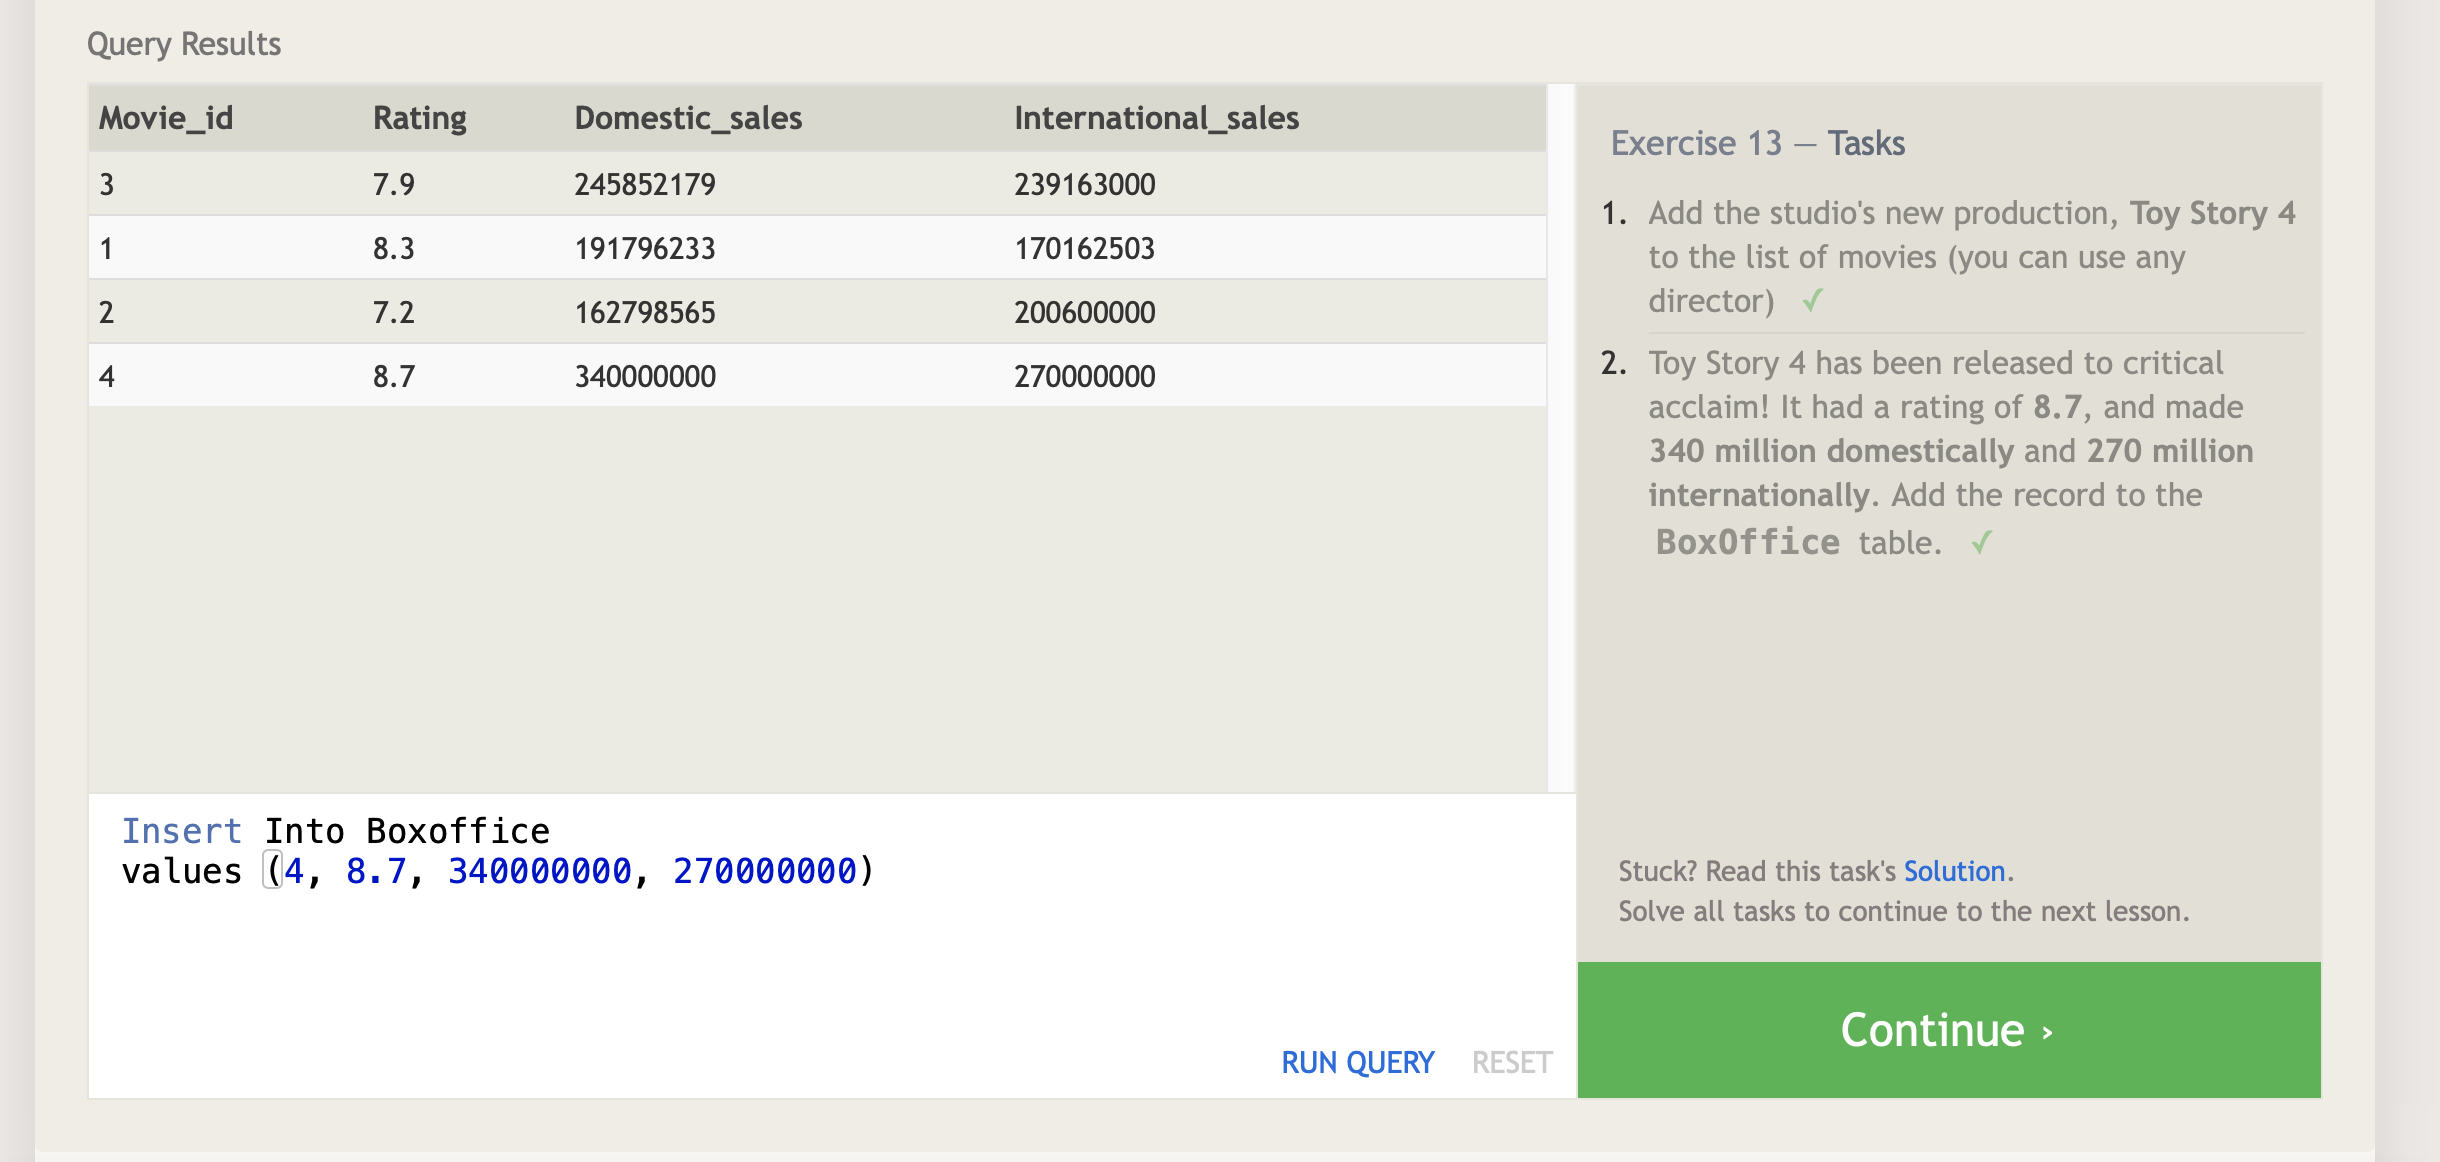 Query Results
Movie_id Rating Domestic_sales International_sales
3 7.9 245852179 239163000
1 8.3 191796233 170162503
2 7.2 162798565 200600000
4 8.7 340000000 270000000
Insert Into Boxoffice
values (4, 8.7, 340000000, 270000000)
RUN QUERY RESET
Exercise 13 — Tasks
1. Add the studio's new production, Toy Story 4
to the list of movies (you can use any
director) ✓
2. Toy Story 4 has been released to critical
acclaim! It had a rating of 8.7, and made
340 million domestically and 270 million
internationally. Add the record to the
BoxOffice table. ✓
Stuck? Read this task's Solution.
Solve all tasks to continue to the next lesson.
Continue ›